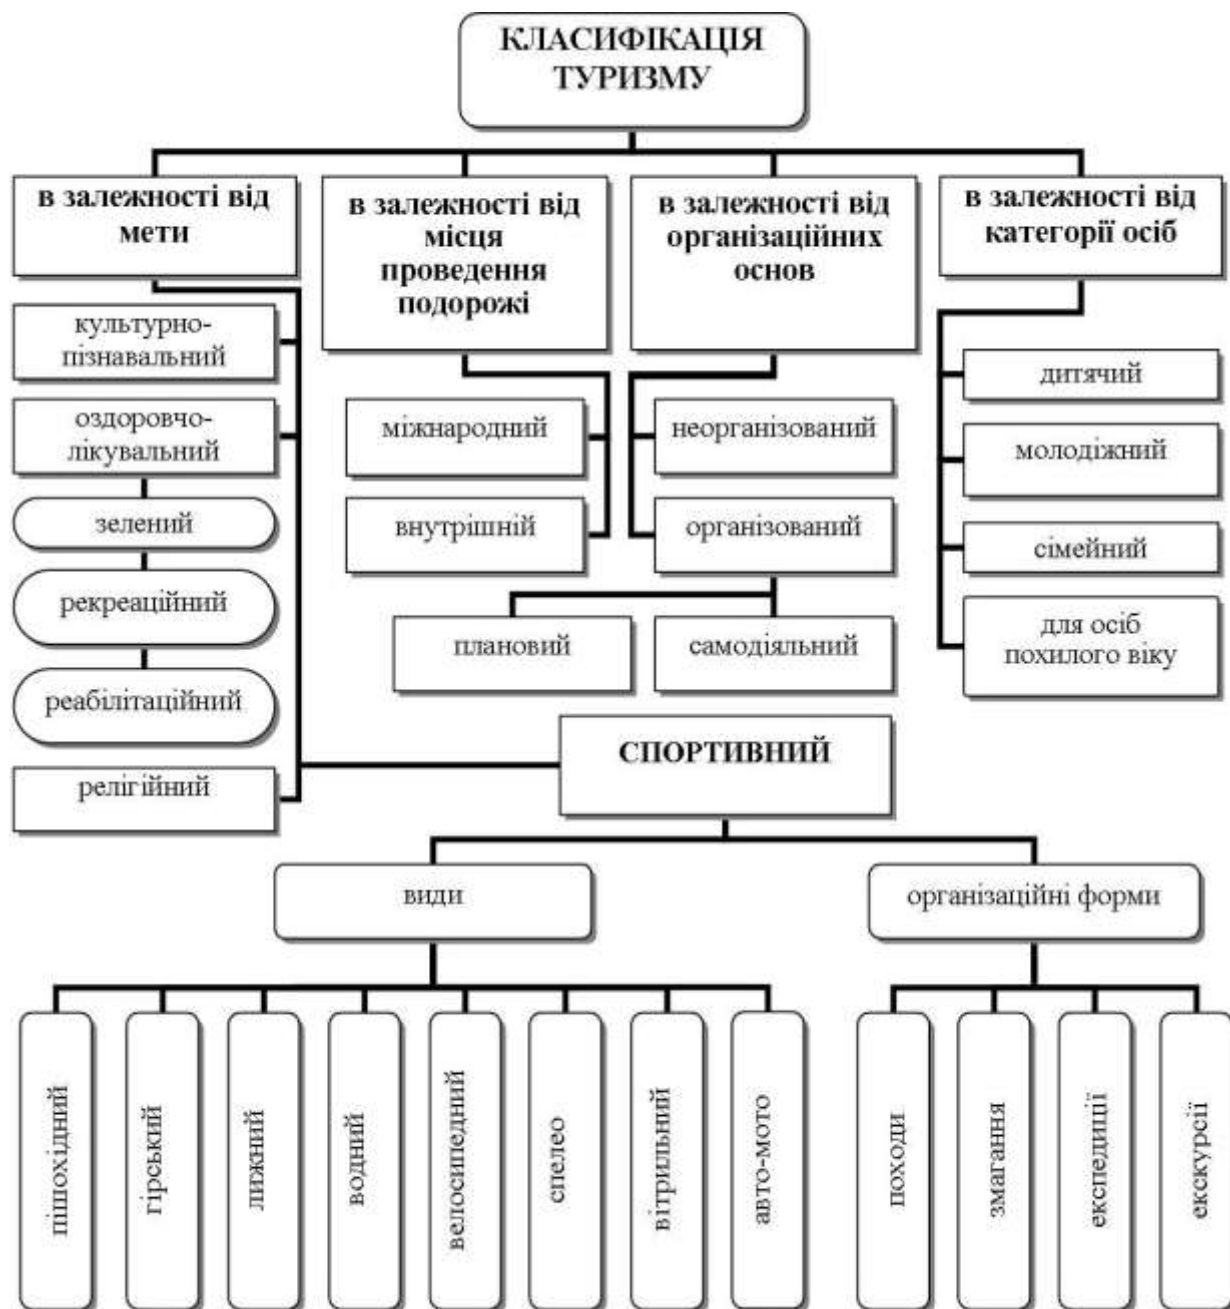 КЛАСИФІКАЦІЯ
ТУРИЗМУ
в залежності від
мети
в залежності від
місця
проведення
подорожі
в залежності від
організаційних
основ
в залежності від
категорії осіб
культурно-
пізнавальний
оздоровчо-
лікувальний
зелений
рекреаційний
реабілітаційний
релігійний
міжнародний
внутрішній
неорганізований
організований
плановий
самодіяльний
дитячий
молодіжний
сімейний
для осіб
похилого віку
СПОРТИВНИЙ
види
організаційні форми
пішохідний
гірський
лижний
водний
велосипедний
спелео
вітрильний
авто-мото
походи
змагання
експедиції
екскурсії